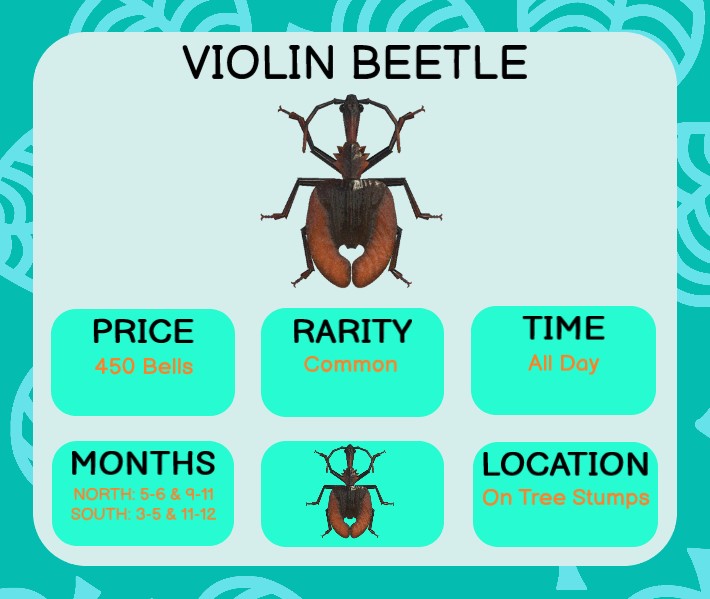 VIOLIN BEETLE
PRICE
450 Bells
RARITY
Common
TIME
All Day
MONTHS
NORTH: 5-6 & 9-11
SOUTH: 3-5 & 11-12
LOCATION
On Tree Stumps